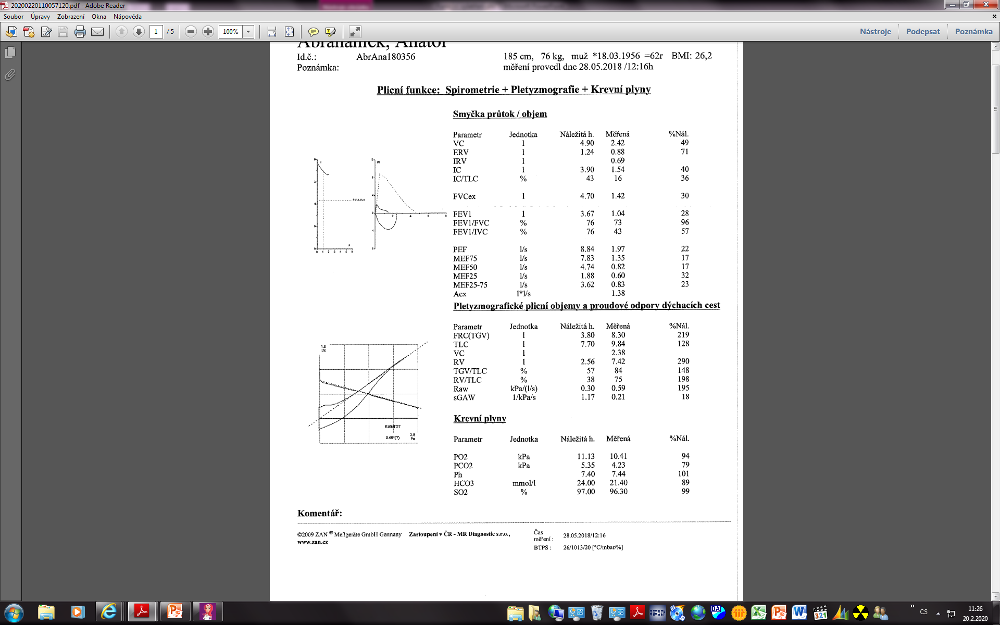 20200220110057120.pdf - Adobe Reader
Soubor Úpravy Zobrazení Okna Nápověda
1 / 5 100% Nástroje Podepsat Poznámka
Id.č.: AbrAna180356 185 cm, 76 kg, muž *18.03.1956 =62r BMI: 26,2
Poznámka: měření provedl dne 28.05.2018 /12:16h
Plicní funkce: Spirometrie + Pletyzmografie + Krevní plyny
Smyčka průtok / objem
Parametr Jednotka Náležitá h. Měřená %Nál.
VC l 4.90 2.42 49
ERV l 1.24 0.88 71
IRV l 0.69
IC l 3.90 1.54 40
IC/TLC % 43 16 36
FVCex l 4.70 1.42 30
FEV1 l 3.67 1.04 28
FEV1/FVC % 76 73 96
FEV1/IVC % 76 43 57
PEF l/s 8.84 1.97 22
MEF75 l/s 7.83 1.35 17
MEF50 l/s 4.74 0.82 17
MEF25 l/s 1.88 0.60 32
MEF25-75 l/s 3.62 0.83 23
Aex l*l/s 1.38
Pletyzmografické plicní objemy a proudové odpory dýchacích cest
Parametr Jednotka Náležitá h. Měřená %Nál.
FRC(TGV) l 3.80 8.30 219
TLC l 7.70 9.84 128
VC l 2.38
RV l 2.56 7.42 290
TGV/TLC % 57 84 148
RV/TLC % 38 75 198
Raw kPa/(l/s) 0.30 0.59 195
sGAW 1/kPa/s 1.17 0.21 18
1.0
l/s
RAWTOT
3.8
Pa
Krevní plyny
Parametr Jednotka Náležitá h. Měřená %Nál.
PO2 kPa 11.13 10.41 94
PCO2 kPa 5.35 4.23 79
Ph 7.40 7.44 101
HCO3 mmol/l 24.00 21.40 89
SO2 % 97.00 96.30 99
Komentář:
©2009 ZAN ® Meßgeräte GmbH Germany Zastoupení v ČR - MR Diagnostic s.r.o.,
www.zan.cz
Čas
měření : 28.05.2018/12:16
BTPS : 26/1013/20 [°C/mbar/%]
CS 11:26
20.2.2020